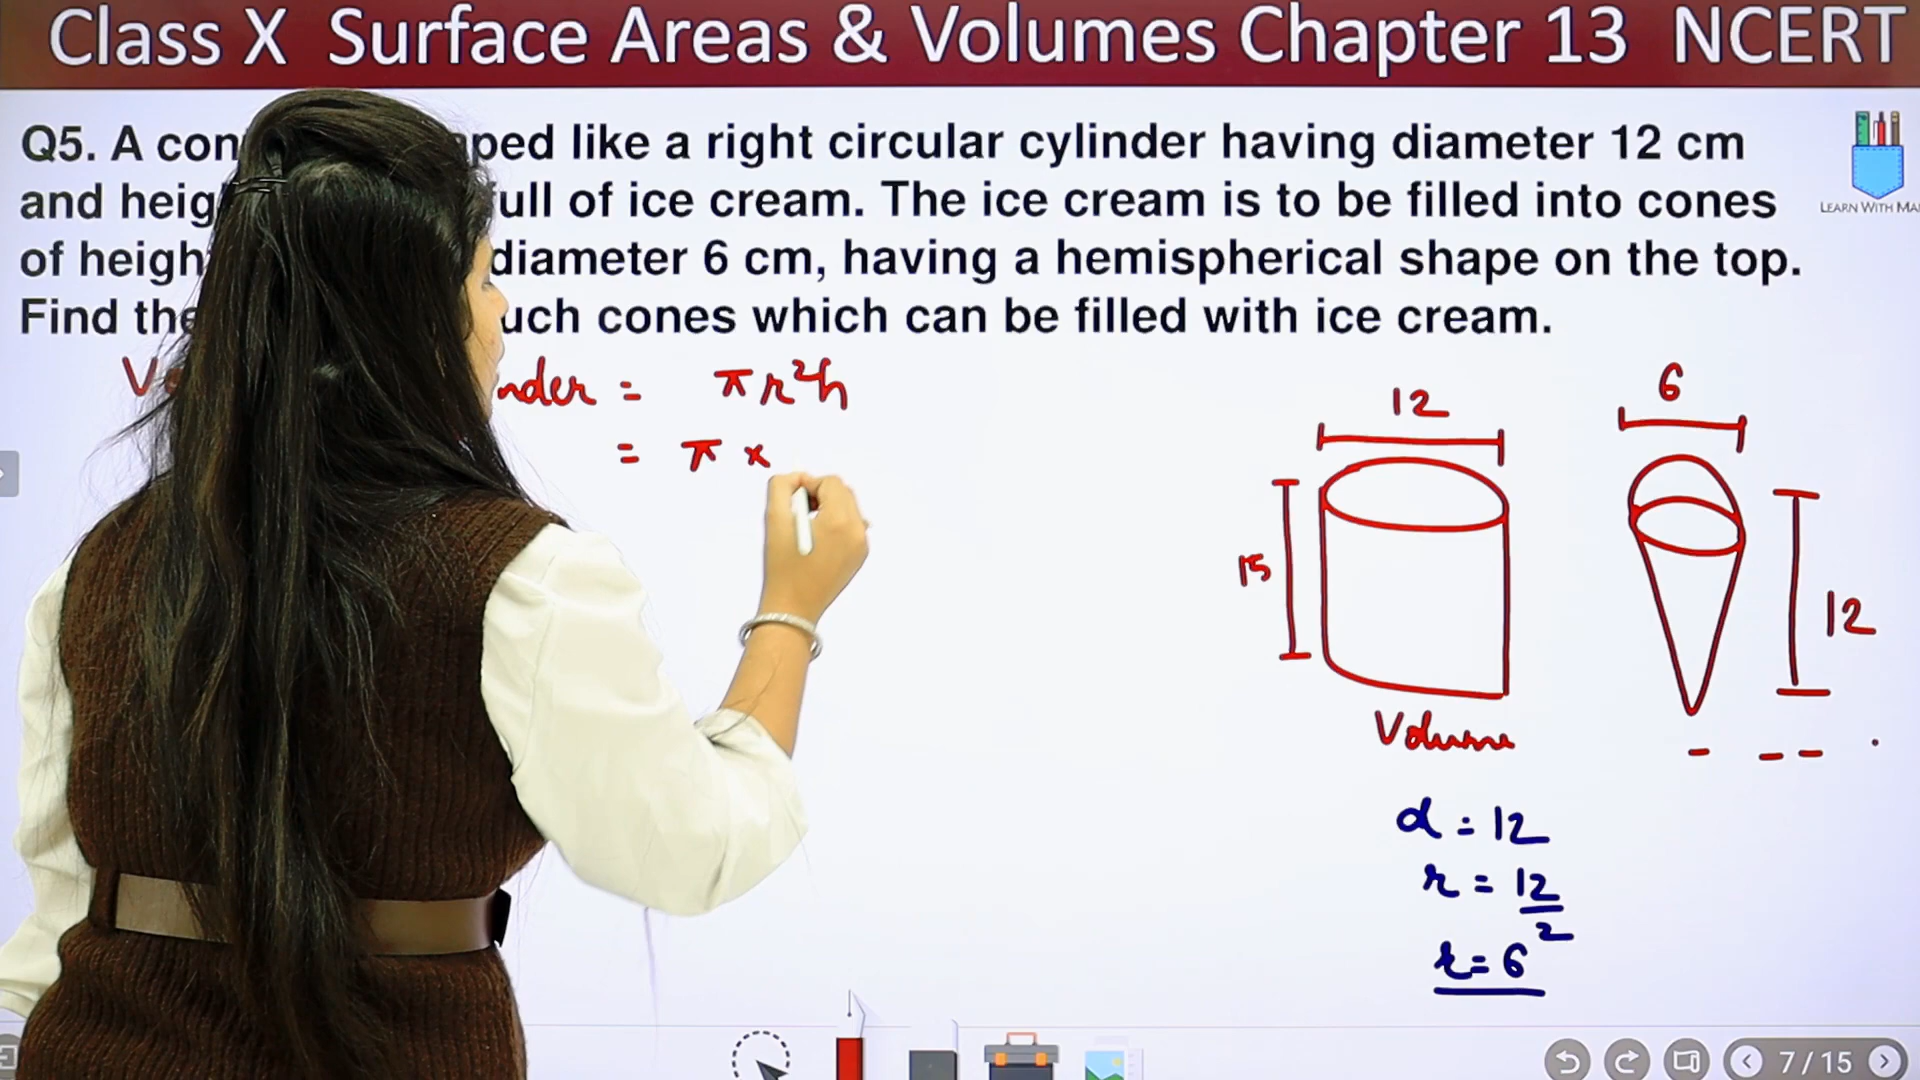 Class X Surface Areas & Volumes Chapter 13 NCERT
Q5. A con ped like a right circular cylinder having diameter 12 cm
and heig ull of ice cream. The ice cream is to be filled into cones
of heigh diameter 6 cm, having a hemispherical shape on the top.
Find the uch cones which can be filled with ice cream.
LEARN WITH MA
V nder = πr²h
= π ×
12
6
15
12
Volume
d = 12
r = 12/2
r = 6
7 / 15